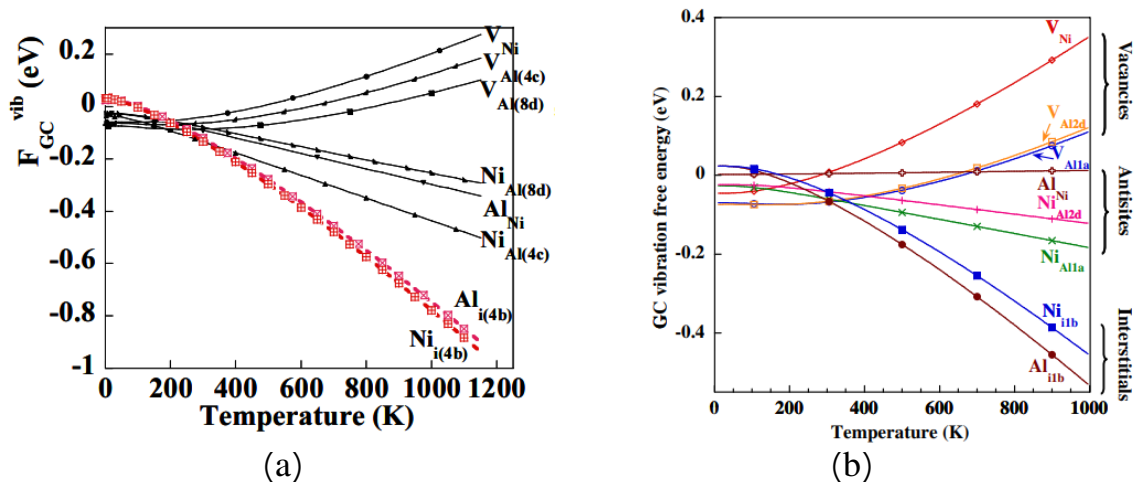 F_GC^vib (eV)
0.2
0
-0.2
-0.4
-0.6
-0.8
-1
0 200 400 600 800 1000 1200
Temperature (K)
V_Ni
V_Al(4c)
V_Al(8d)
Ni_Al(8d)
Al_Ni
Ni_Al(4c)
Al_i(4b)
Ni_i(4b)
(a)
GC vibration free energy (eV)
0.4
0.2
0
-0.2
-0.4
0 200 400 600 800 1000
Temperature (K)
V_Ni
V_Al2d
V_Al1a
Al_Ni
Ni_Al2d
Ni_Al1a
Ni_i1b
Al_i1b
Vacancies
Antisites
Interstitials
(b)